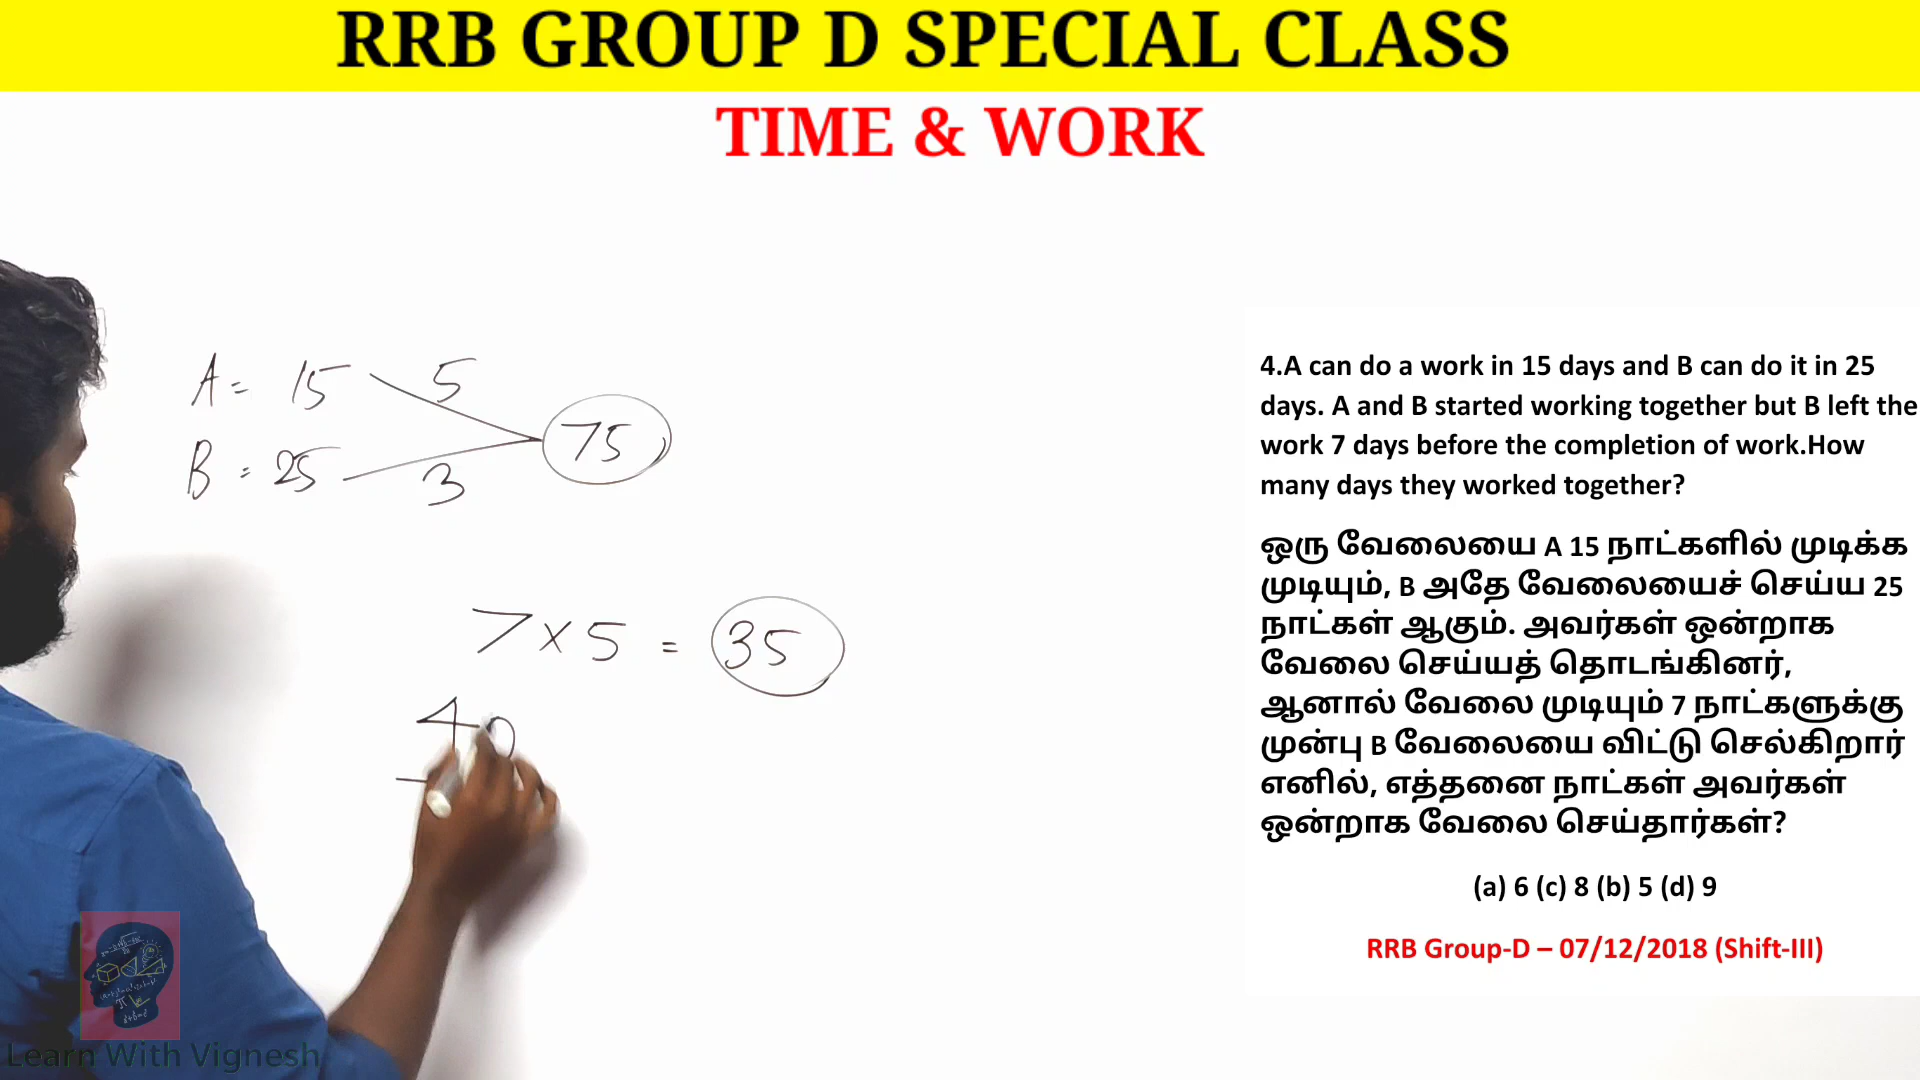 RRB GROUP D SPECIAL CLASS
TIME & WORK
A = 15 5
75
B = 25 3
7 × 5 = 35
40
4.A can do a work in 15 days and B can do it in 25
days. A and B started working together but B left the
work 7 days before the completion of work.How
many days they worked together?
ஒரு வேலையை A 15 நாட்களில் முடிக்க
முடியும், B அதே வேலையைச் செய்ய 25
நாட்கள் ஆகும். அவர்கள் ஒன்றாக
வேலை செய்யத் தொடங்கினர்,
ஆனால் வேலை முடியும் 7 நாட்களுக்கு
முன்பு B வேலையை விட்டு செல்கிறார்
எனில், எத்தனை நாட்கள் அவர்கள்
ஒன்றாக வேலை செய்தார்கள்?
(a) 6 (c) 8 (b) 5 (d) 9
RRB Group-D – 07/12/2018 (Shift-III)
Learn With Vignesh